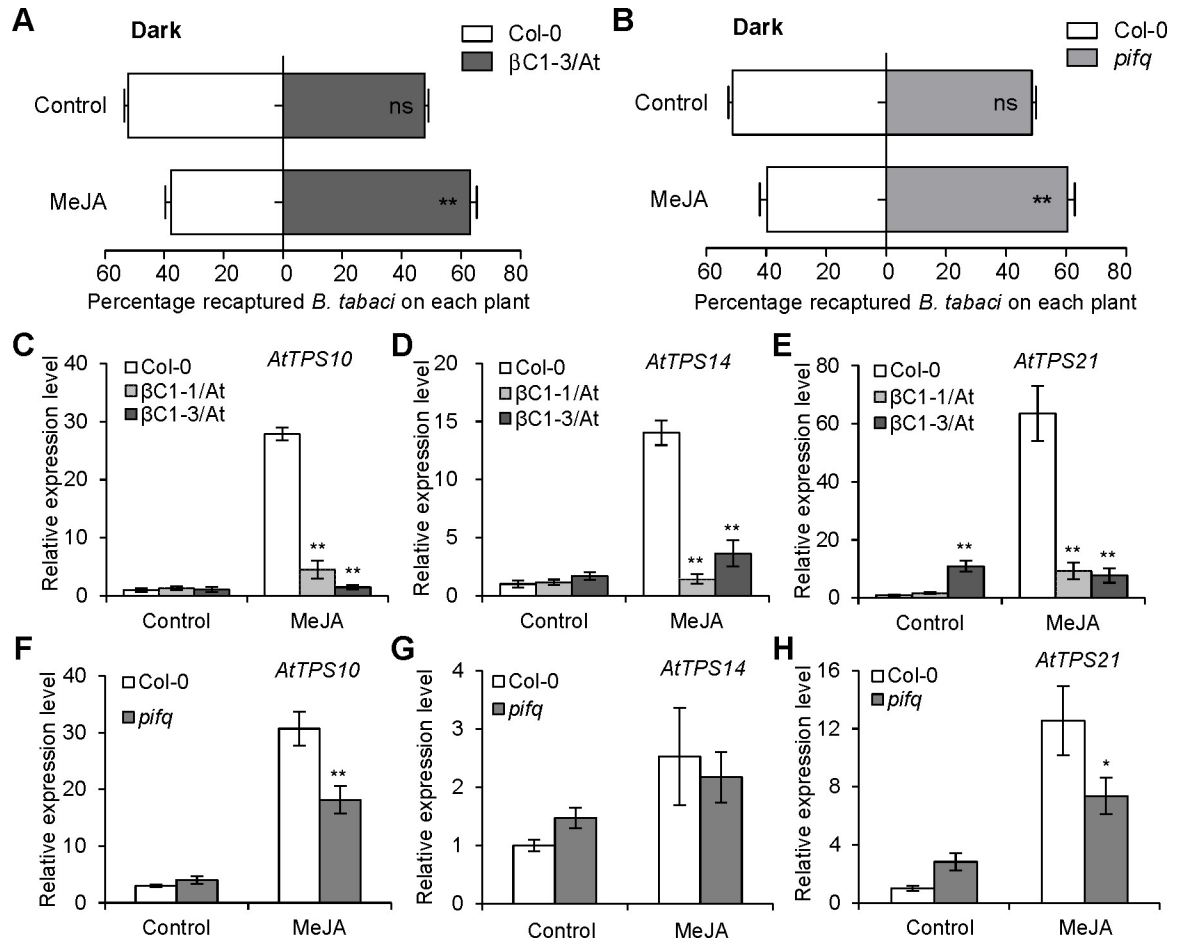 A
Dark
Col-0
βC1-3/At
Control
ns
MeJA
**
60 40 20 0 20 40 60 80
Percentage recaptured B. tabaci on each plant
B
Dark
Col-0
pifq
Control
ns
MeJA
**
60 40 20 0 20 40 60 80
Percentage recaptured B. tabaci on each plant
C
AtTPS10
Relative expression level
40
30
20
10
0
Col-0
βC1-1/At
βC1-3/At
**
**
Control MeJA
D
AtTPS14
Relative expression level
20
15
10
5
0
Col-0
βC1-1/At
βC1-3/At
**
**
Control MeJA
E
AtTPS21
Relative expression level
80
60
40
20
0
Col-0
βC1-1/At
βC1-3/At
**
**
**
Control MeJA
F
AtTPS10
Relative expression level
40
30
20
10
0
Col-0
pifq
**
Control MeJA
G
AtTPS14
Relative expression level
4
3
2
1
0
Col-0
pifq
Control MeJA
H
AtTPS21
Relative expression level
16
12
8
4
0
Col-0
pifq
*
Control MeJA